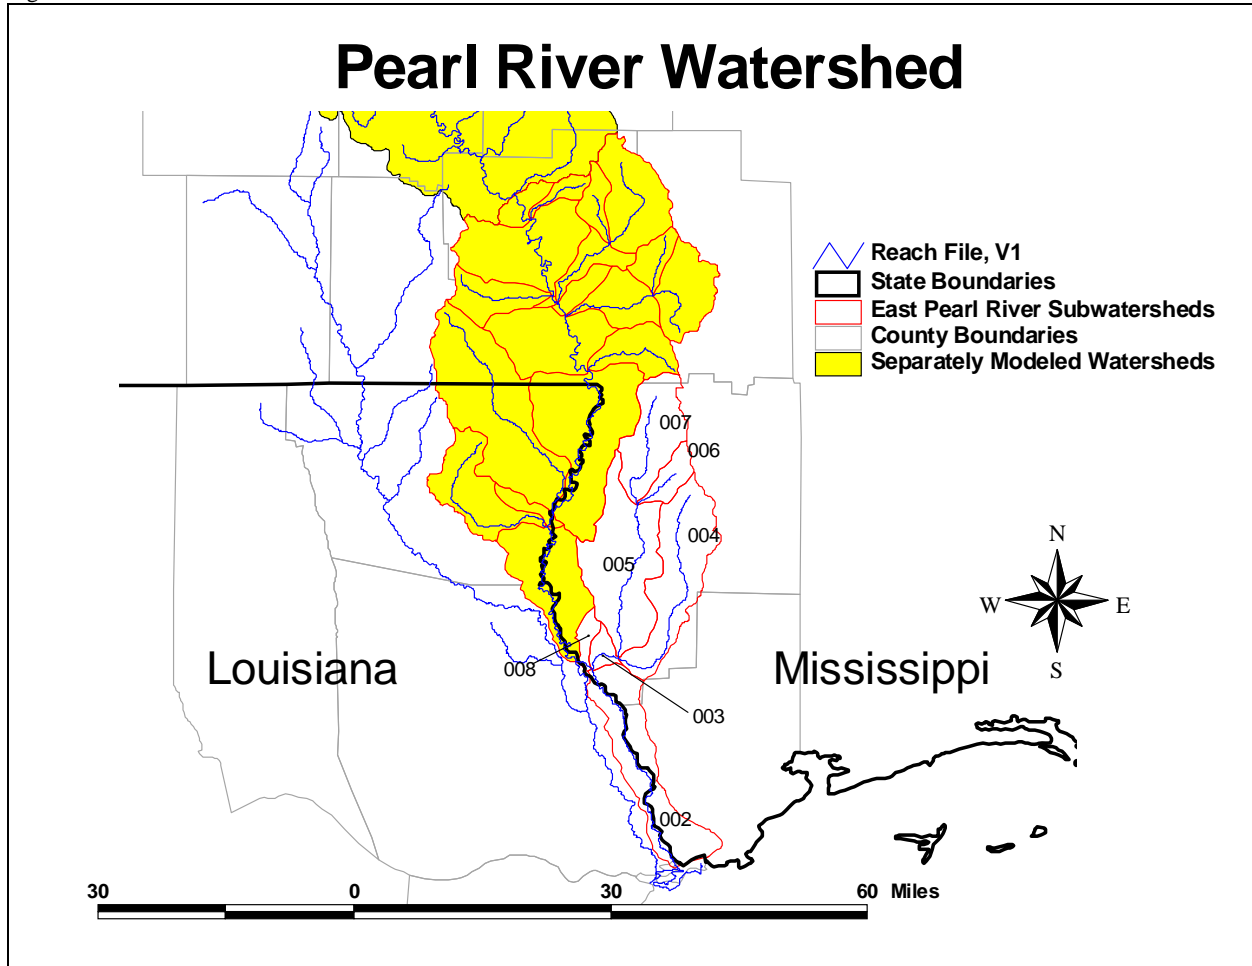 Pearl River Watershed
Reach File, V1
State Boundaries
East Pearl River Subwatersheds
County Boundaries
Separately Modeled Watersheds
007
006
004
005
N
W E
S
Louisiana
008
Mississippi
003
002
30 0 30 60 Miles